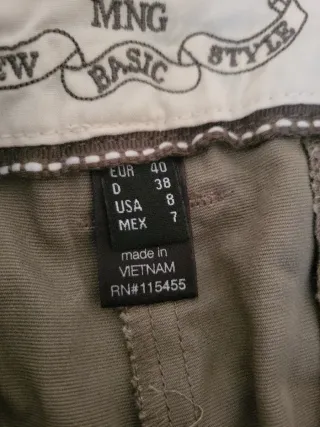 MNG
EW BASIC STYLE
EUR 40
D 38
USA 8
MEX 7
made in
VIETNAM
RN#115455